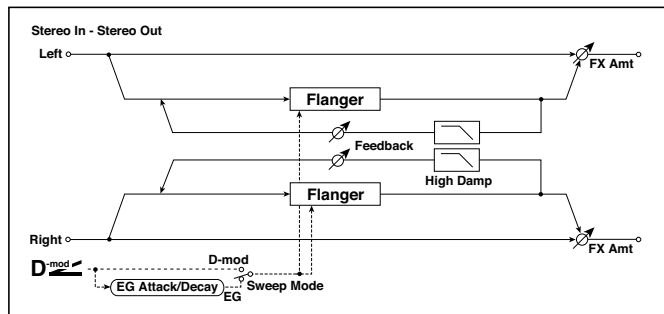 Stereo In - Stereo Out
Left
FX Amt
Flanger
Feedback
High Damp
Flanger
Right
FX Amt
D-mod
D-mod
EG Attack/Decay
EG
Sweep Mode